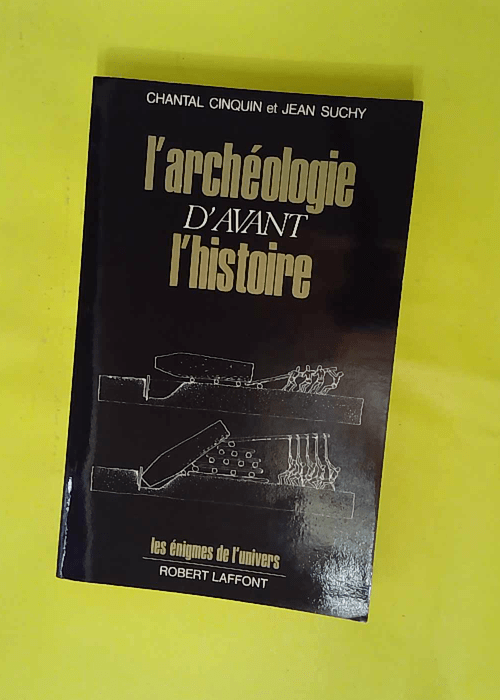 CHANTAL CINQUIN et JEAN SUCHY
l'archéologie
D'AVANT
l'histoire
les énigmes de l'univers
ROBERT LAFFONT